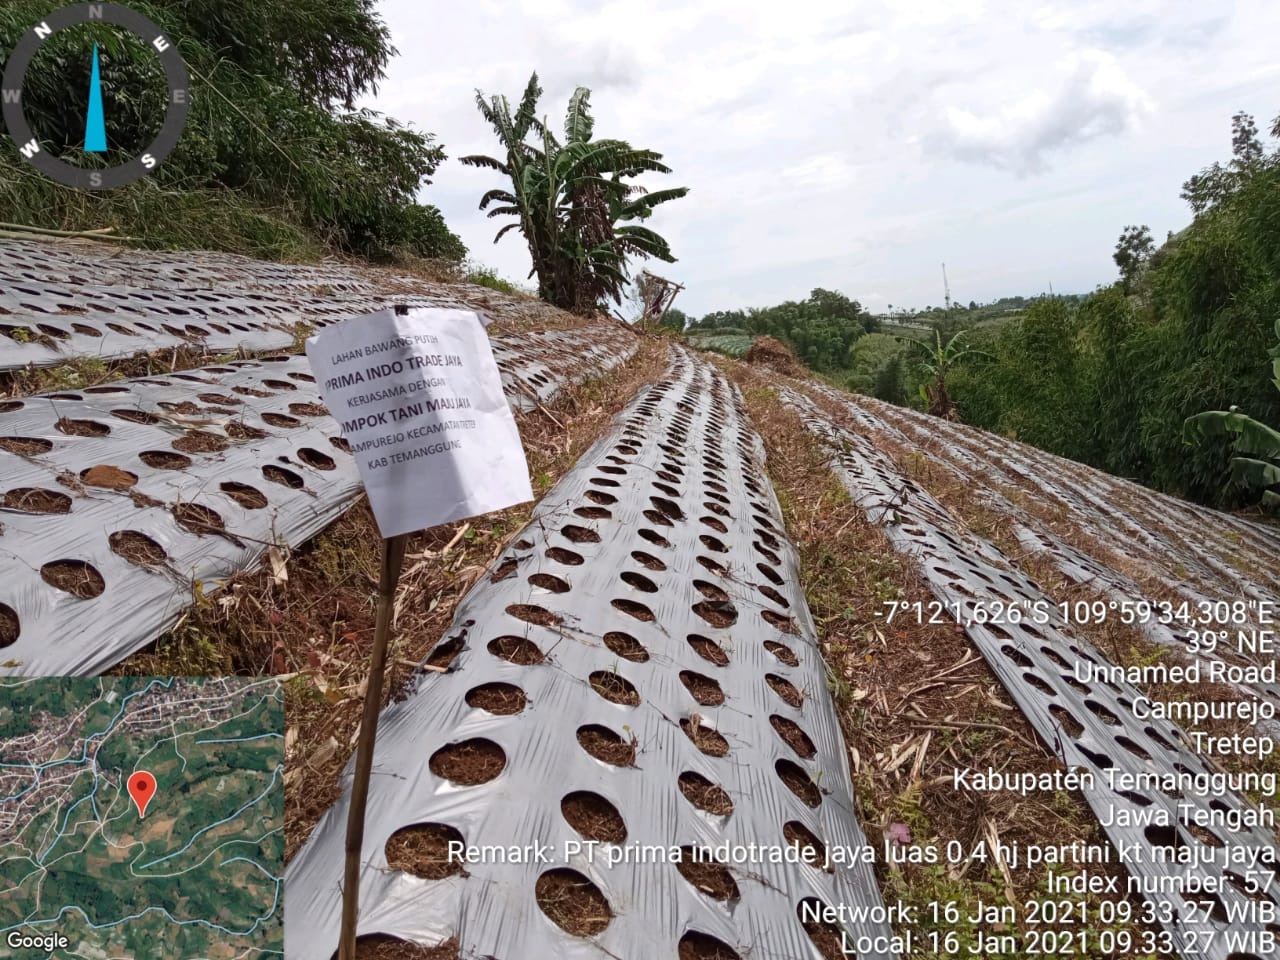 N
N
E
E
S
S
W
W
LAHAN BAWANG PUTIH
PRIMA INDO TRADE JAYA
KERJASAMA DENGAN
MPOK TANI MAJU JAYA
AMPUREJO KECAMATAN TRETEP
KAB TEMANGGUNG
-7°12'1,626"S 109°59'34,308"E
39° NE
Unnamed Road
Campurejo
Tretep
Kabupaten Temanggung
Jawa Tengah
Remark: PT prima indotrade jaya luas 0.4 hj partini kt maju jaya
Index number: 57
Network: 16 Jan 2021 09.33.27 WIB
Local: 16 Jan 2021 09.33.27 WIB
Google